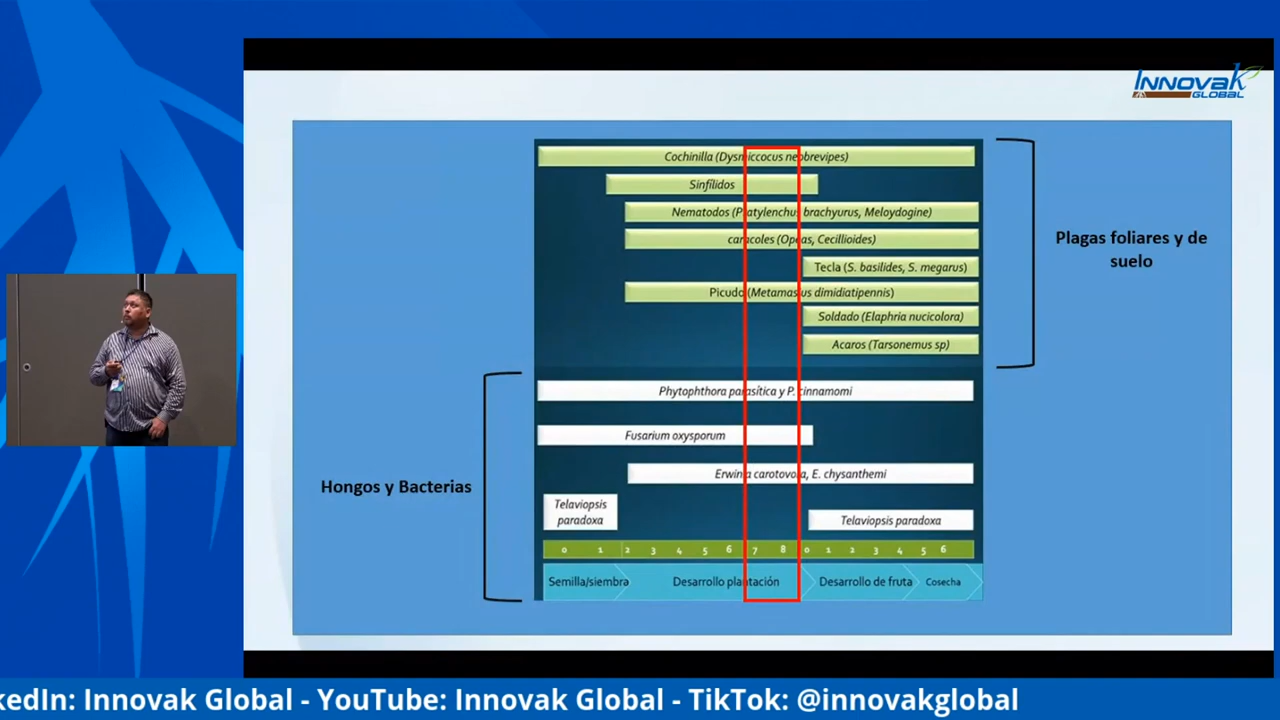 Innovak
GLOBAL
Cochinilla (Dysmiccocus neobrevipes)
Sinfílidos
Nematodos (Platylenchus brachyurus, Meloydogine)
caracoles (Opeas, Cecillioides)
Tecla (S. basilides, S. megarus)
Picudo (Metamasius dimidiatipennis)
Soldado (Elaphria nucicolora)
Acaros (Tarsonemus sp)
Plagas foliares y de
suelo
Phytophthora parasítica y P. cinnamomi
Fusarium oxysporum
Erwinia carotovora, E. chysanthemi
Hongos y Bacterias
Telaviopsis
paradoxa
Telaviopsis paradoxa
0 1 2 3 4 5 6 7 8 0 1 2 3 4 5 6
Semilla/siembra Desarrollo plantación Desarrollo de fruta Cosecha
kedIn: Innovak Global - YouTube: Innovak Global - TikTok: @innovakglobal